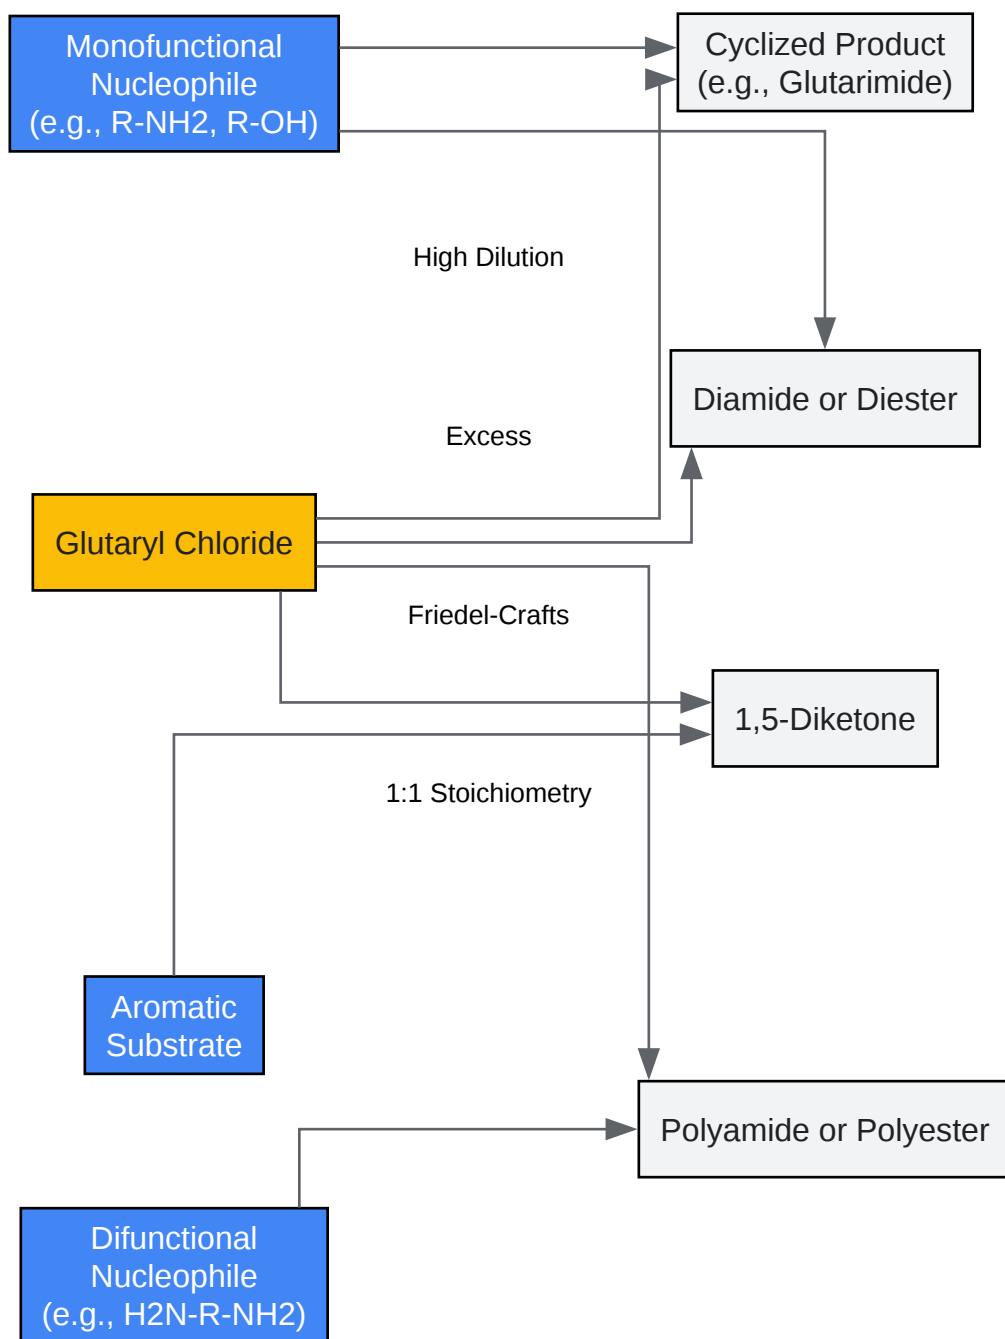 Monofunctional
Nucleophile
(e.g., R-NH2, R-OH)
Cyclized Product
(e.g., Glutarimide)
High Dilution
Diamide or Diester
Excess
Glutaryl Chloride
Friedel-Crafts
1,5-Diketone
1:1 Stoichiometry
Aromatic
Substrate
Polyamide or Polyester
Difunctional
Nucleophile
(e.g., H2N-R-NH2)